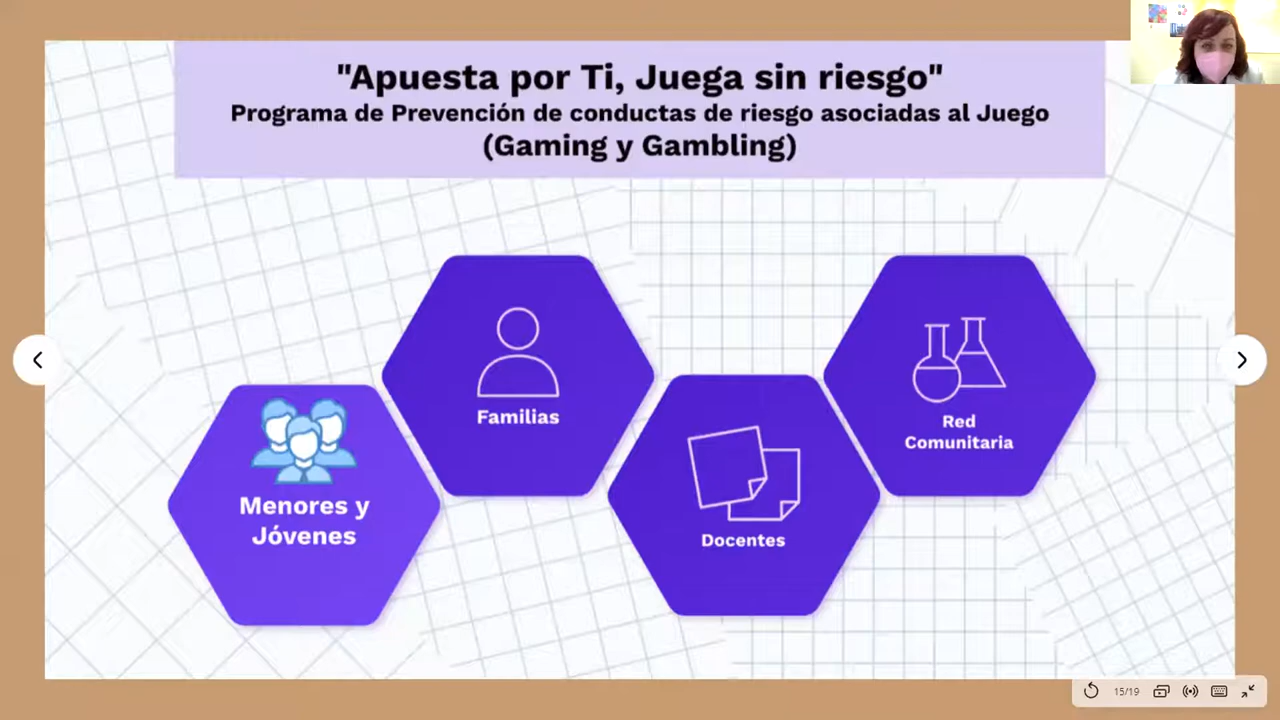 "Apuesta por Ti, Juega sin riesgo"
Programa de Prevención de conductas de riesgo asociadas al Juego
(Gaming y Gambling)
Familias
Red
Comunitaria
Menores y
Jóvenes
Docentes
15/19